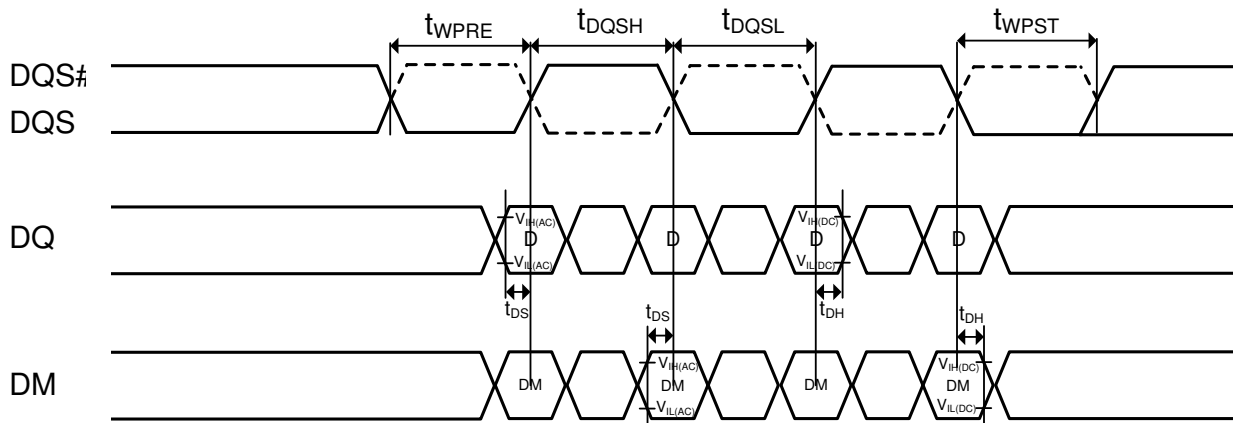 tWPRE tDQSH tDQSL tWPST
DQS#
DQS
DQ
VIH(AC) VIH(DC)
D D D D
VIL(AC) VIL(DC)
tDS tDS tDH tDH
DM
VIH(AC) VIH(DC)
DM DM DM DM
VIL(AC) VIL(DC)